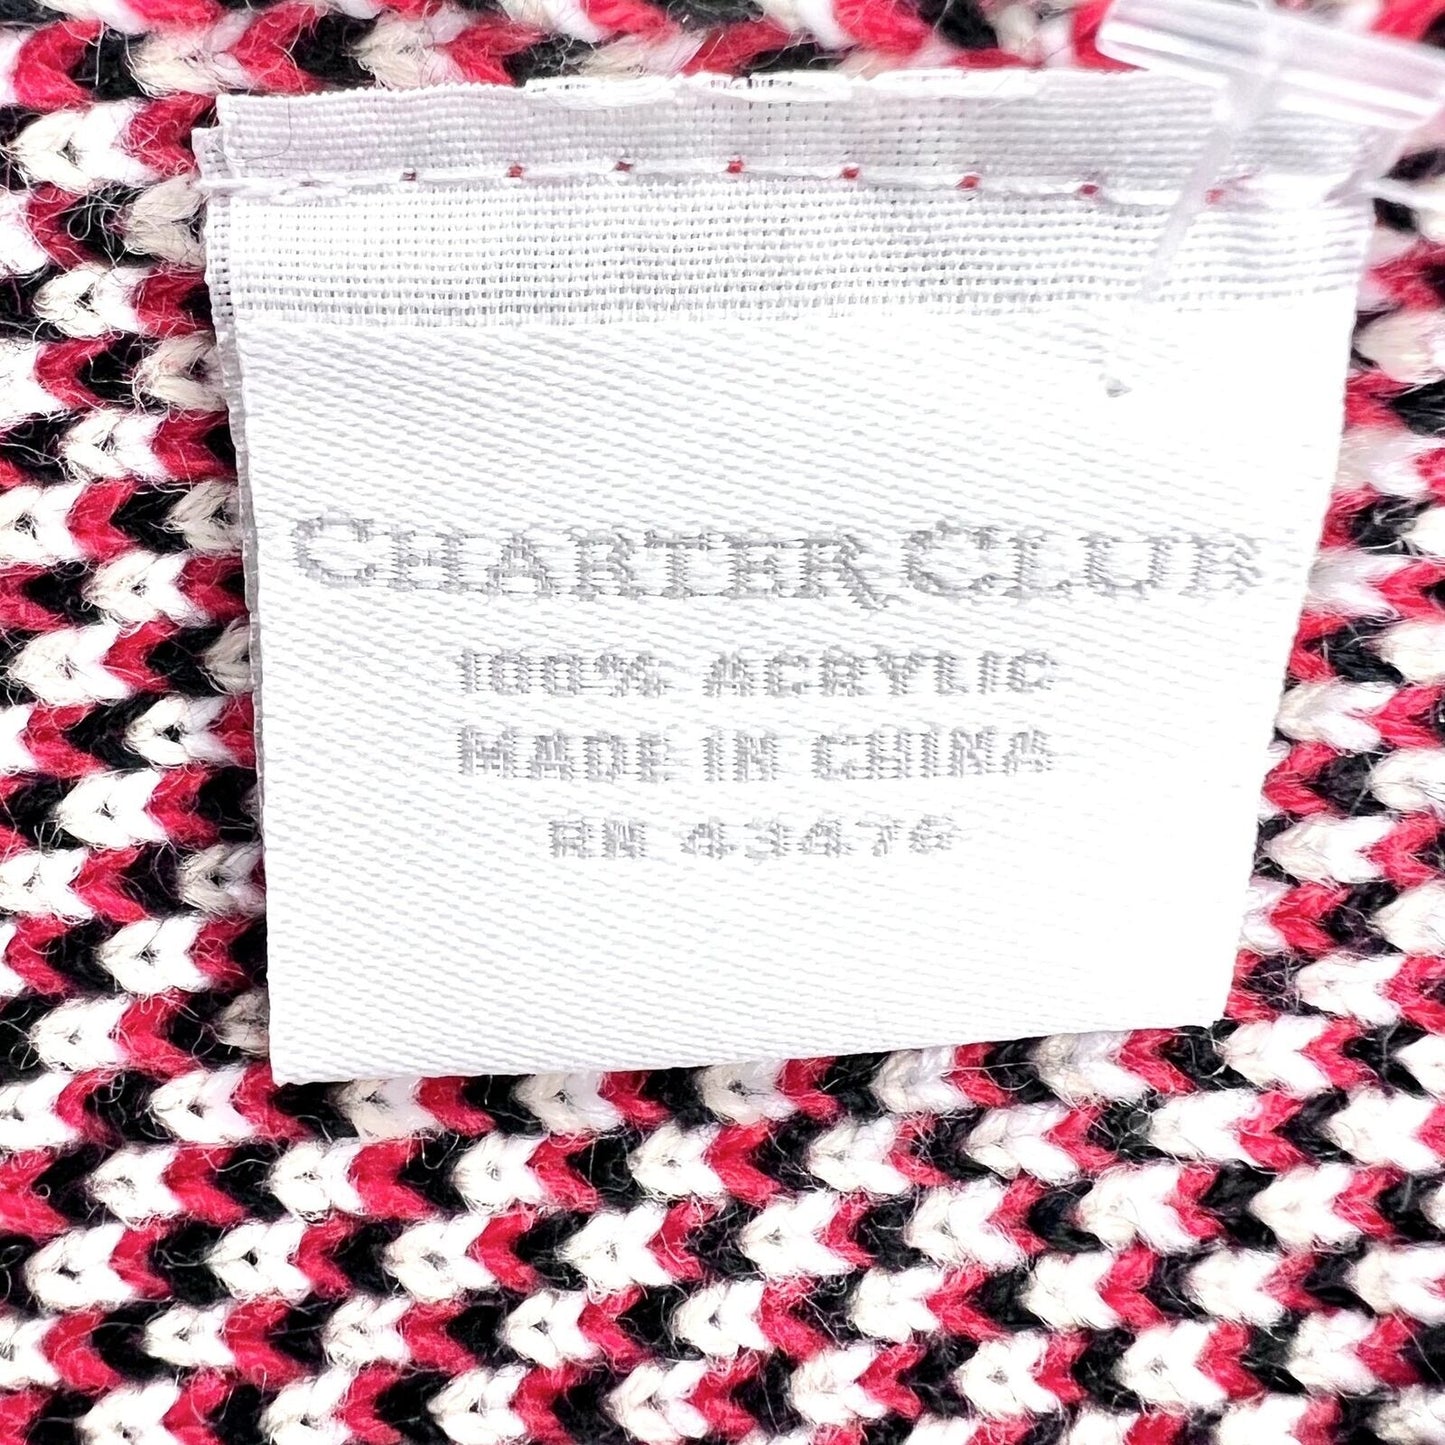 CHARTER CLUB
100% ACRYLIC
MADE IN CHINA
RN 43476